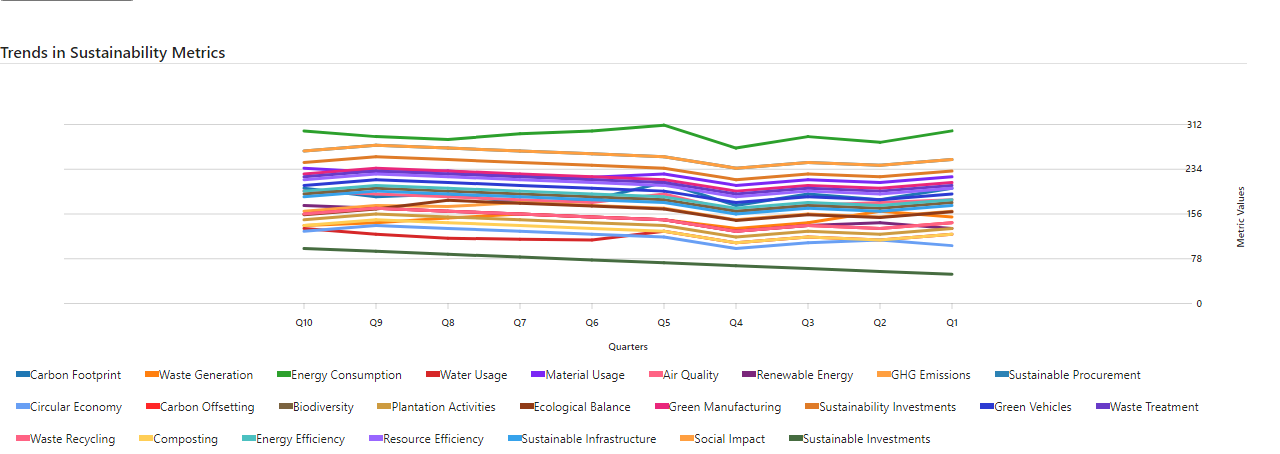 Trends in Sustainability Metrics
312
234
156
78
0
Metric Values
Q10 Q9 Q8 Q7 Q6 Q5 Q4 Q3 Q2 Q1
Quarters
Carbon Footprint Waste Generation Energy Consumption Water Usage Material Usage Air Quality Renewable Energy GHG Emissions Sustainable Procurement
Circular Economy Carbon Offsetting Biodiversity Plantation Activities Ecological Balance Green Manufacturing Sustainability Investments Green Vehicles Waste Treatment
Waste Recycling Composting Energy Efficiency Resource Efficiency Sustainable Infrastructure Social Impact Sustainable Investments